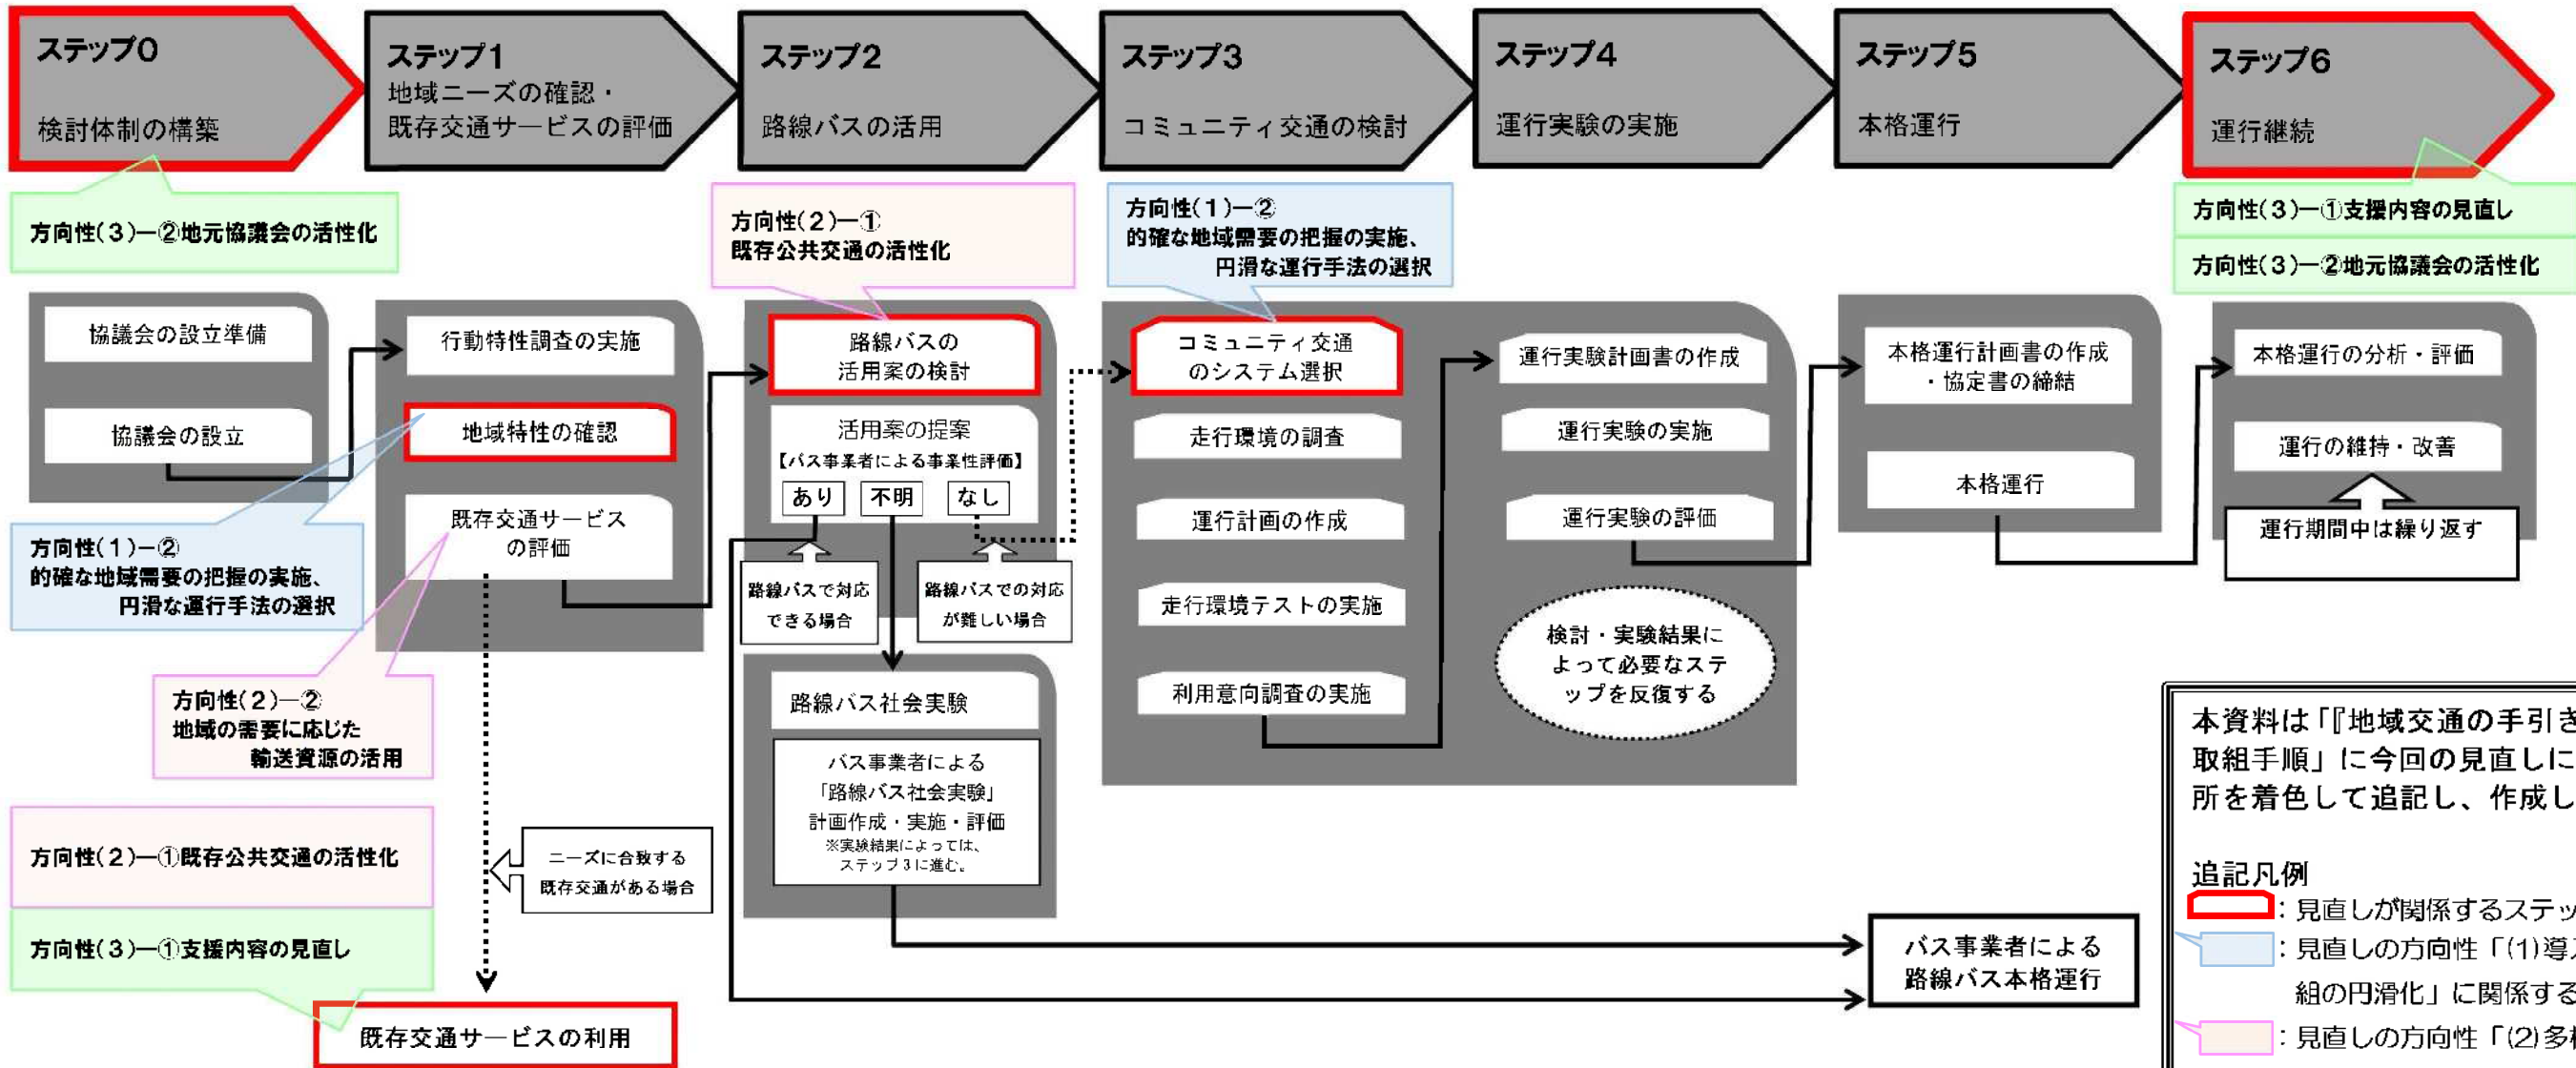 ステップ0
検討体制の構築
ステップ1
地域ニーズの確認・
既存交通サービスの評価
ステップ2
路線バスの活用
ステップ3
コミュニティ交通の検討
ステップ4
運行実験の実施
ステップ5
本格運行
ステップ6
運行継続
方向性(3)ー②地元協議会の活性化
方向性(2)ー①
既存公共交通の活性化
方向性(1)ー②
的確な地域需要の把握の実施、
円滑な運行手法の選択
方向性(3)ー①支援内容の見直し
方向性(3)ー②地元協議会の活性化
協議会の設立準備
協議会の設立
行動特性調査の実施
地域特性の確認
既存交通サービス
の評価
路線バスの
活用案の検討
活用案の提案
【バス事業者による事業性評価】
あり
不明
なし
路線バスで対応
できる場合
路線バスでの対応
が難しい場合
路線バス社会実験
バス事業者による
「路線バス社会実験」
計画作成・実施・評価
※実験結果によっては、
ステップ3に進む。
コミュニティ交通
のシステム選択
走行環境の調査
運行計画の作成
走行環境テストの実施
利用意向調査の実施
運行実験計画書の作成
運行実験の実施
運行実験の評価
検討・実験結果に
よって必要なステ
ップを反復する
本格運行計画書の作成
・協定書の締結
本格運行
本格運行の分析・評価
運行の維持・改善
運行期間中は繰り返す
方向性(1)−②
的確な地域需要の把握の実施、
円滑な運行手法の選択
方向性(2)ー②
地域の需要に応じた
輸送資源の活用
方向性(2)ー①既存公共交通の活性化
方向性(3)ー①支援内容の見直し
ニーズに合致する
既存交通がある場合
既存交通サービスの利用
バス事業者による
路線バス本格運行
本資料は「『地域交通の手引き
取組手順」に今回の見直しに
所を着色して追記し、作成し
追記凡例
：見直しが関係するステッ
：見直しの方向性「(1)導
組の円滑化」に関する
：見直しの方向性「(2)多